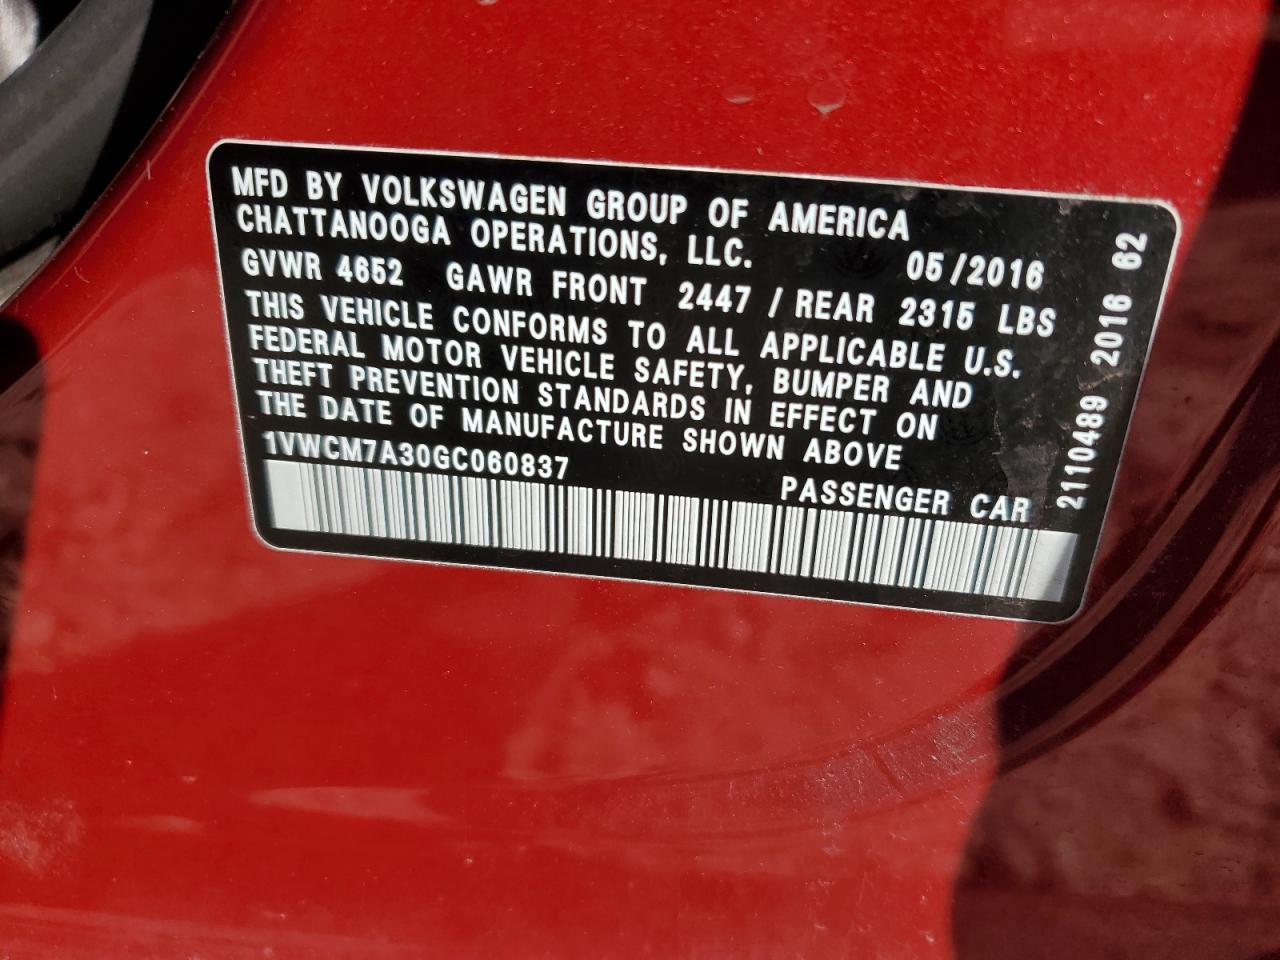 MFD BY VOLKSWAGEN GROUP OF AMERICA
CHATTANOOGA OPERATIONS, LLC. 05/2016
GVWR 4652 GAWR FRONT 2447 / REAR 2315 LBS
THIS VEHICLE CONFORMS TO ALL APPLICABLE U.S.
FEDERAL MOTOR VEHICLE SAFETY, BUMPER AND
THEFT PREVENTION STANDARDS IN EFFECT ON
THE DATE OF MANUFACTURE SHOWN ABOVE
1VWCM7A30GC060837 PASSENGER CAR
2110489 2016 62